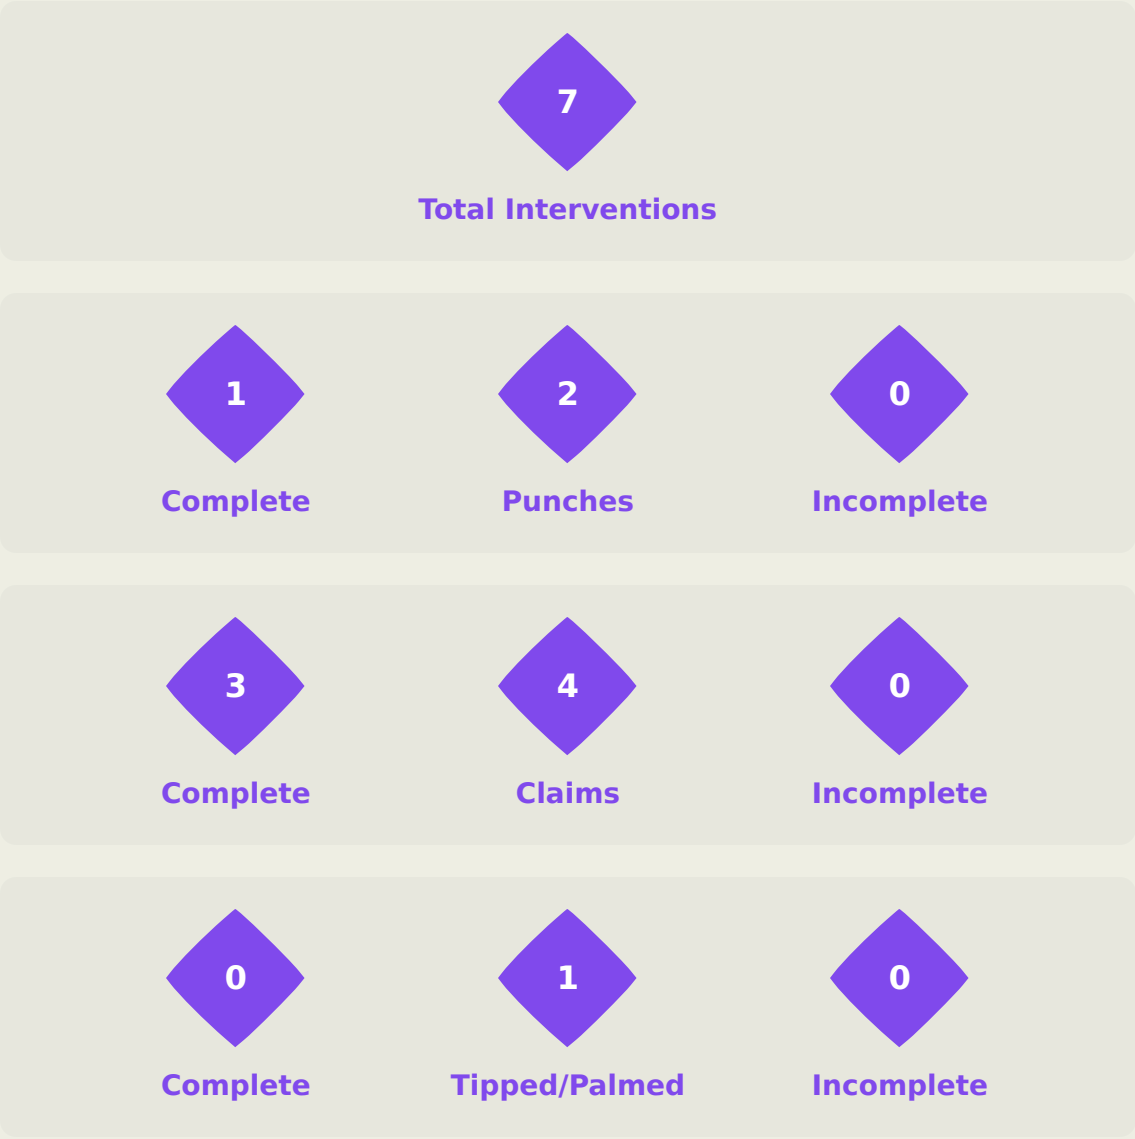 7
Total Interventions
1 2 0
Complete Punches Incomplete
3 4 0
Complete Claims Incomplete
0 1 0
Complete Tipped/Palmed Incomplete